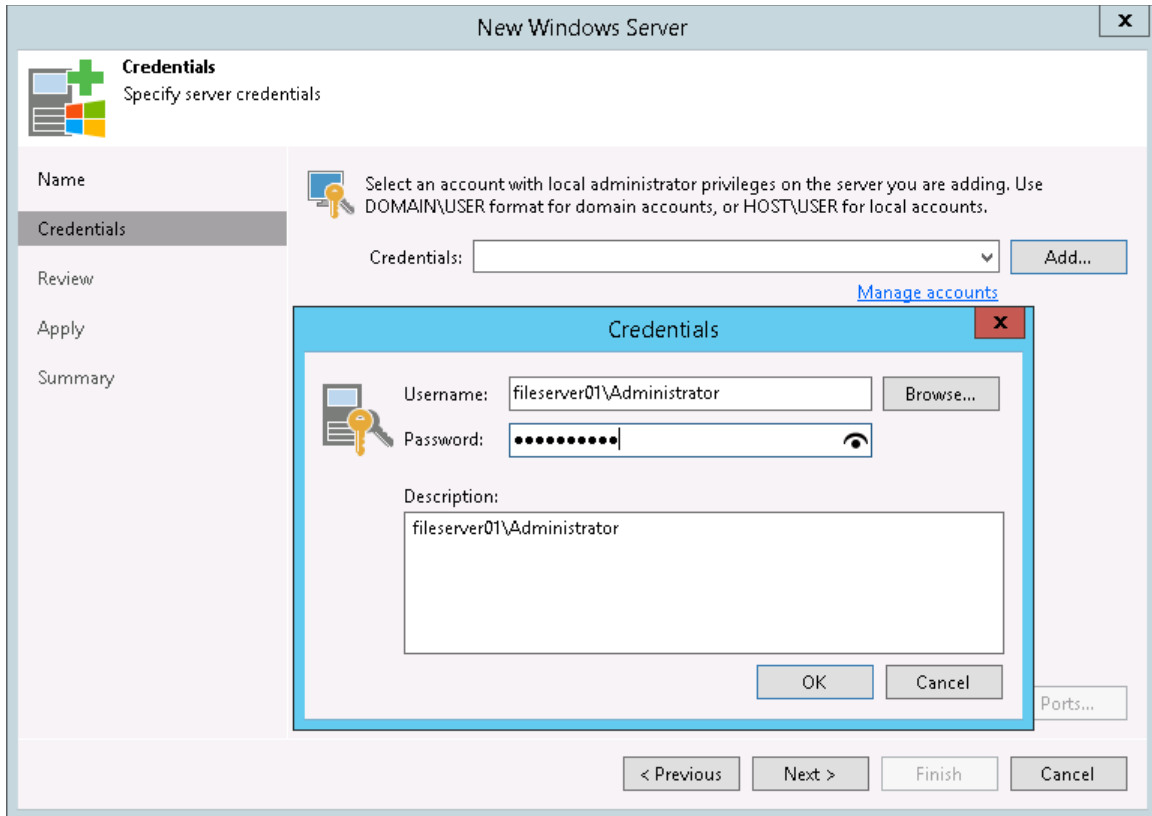 New Windows Server
x
Credentials
Specify server credentials
Name
Credentials
Review
Apply
Summary
Select an account with local administrator privileges on the server you are adding. Use
DOMAIN\USER format for domain accounts, or HOST\USER for local accounts.
Credentials:
Add...
Manage accounts
Credentials
x
Username:
fileserver01\Administrator
Browse...
Password:
••••••••••
Description:
fileserver01\Administrator
OK
Cancel
Ports...
< Previous
Next >
Finish
Cancel